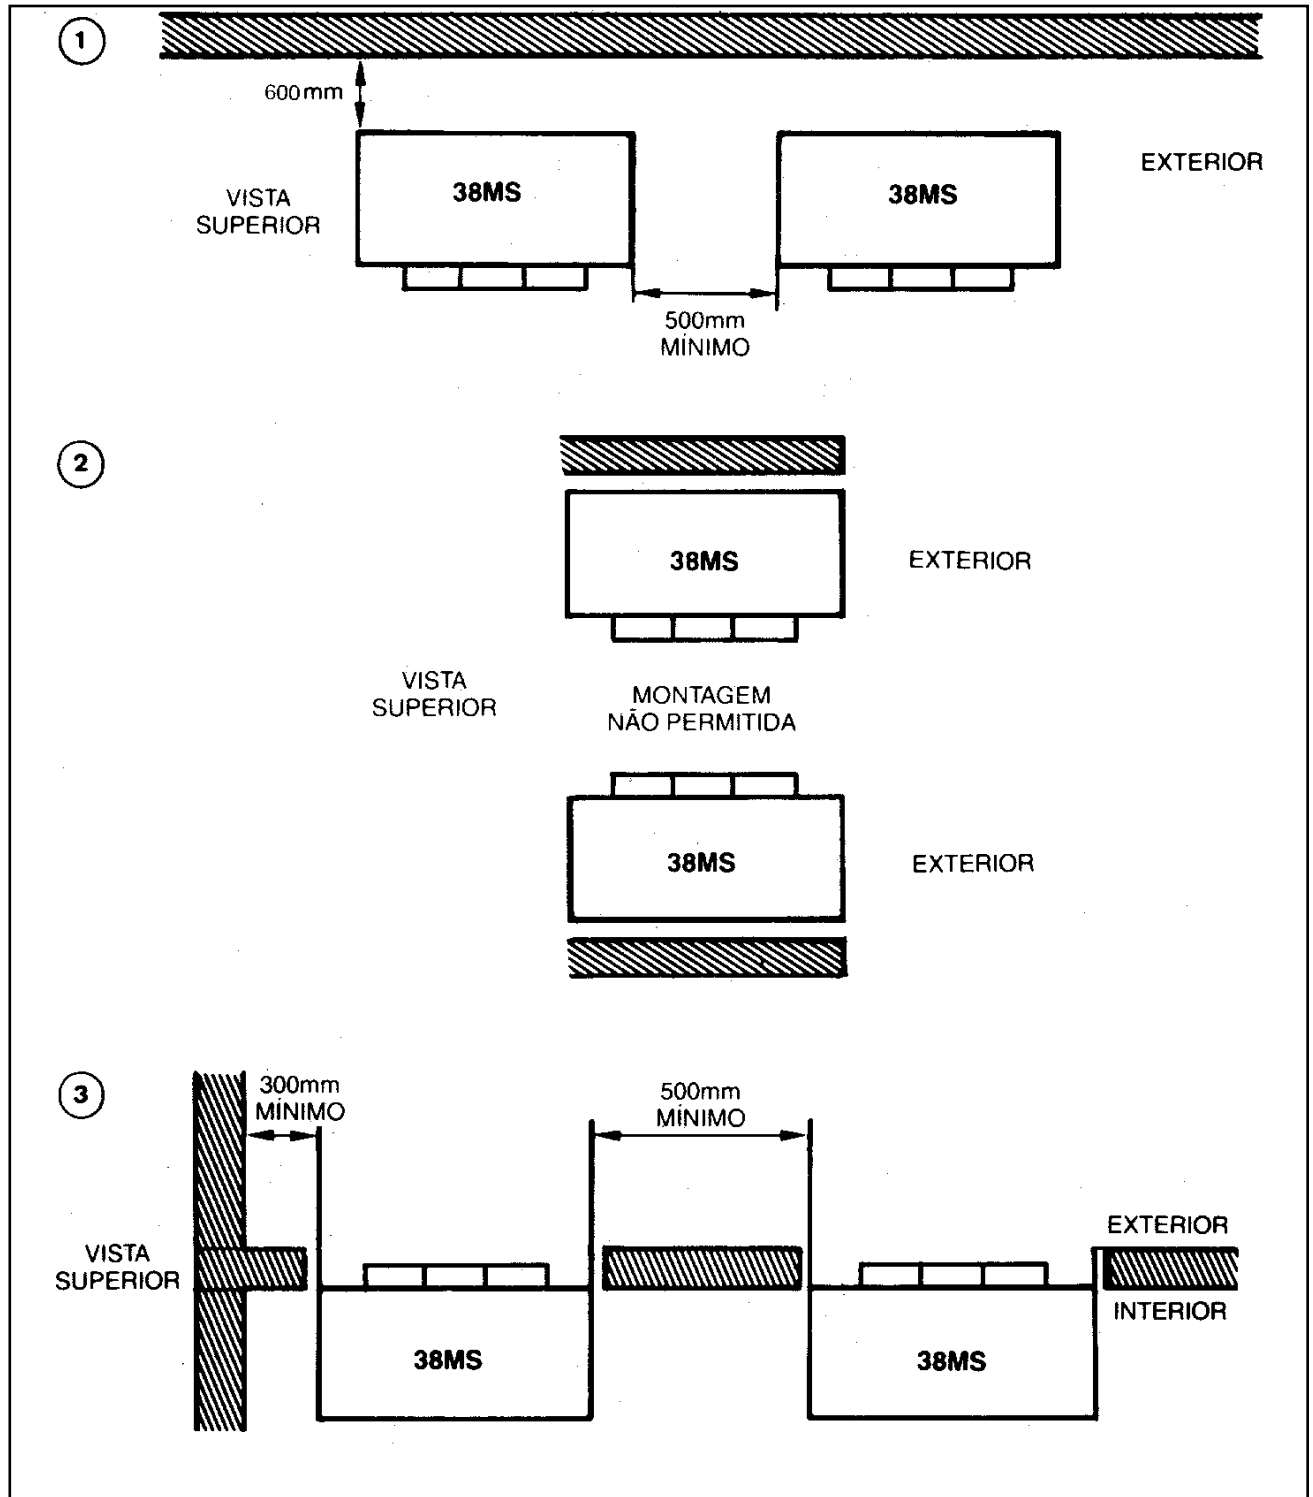 1
600mm
VISTA
SUPERIOR
38MS
38MS
EXTERIOR
500mm
MÍNIMO
2
38MS
EXTERIOR
VISTA
SUPERIOR
MONTAGEM
NÃO PERMITIDA
38MS
EXTERIOR
3
300mm
MÍNIMO
500mm
MÍNIMO
VISTA
SUPERIOR
EXTERIOR
INTERIOR
38MS
38MS